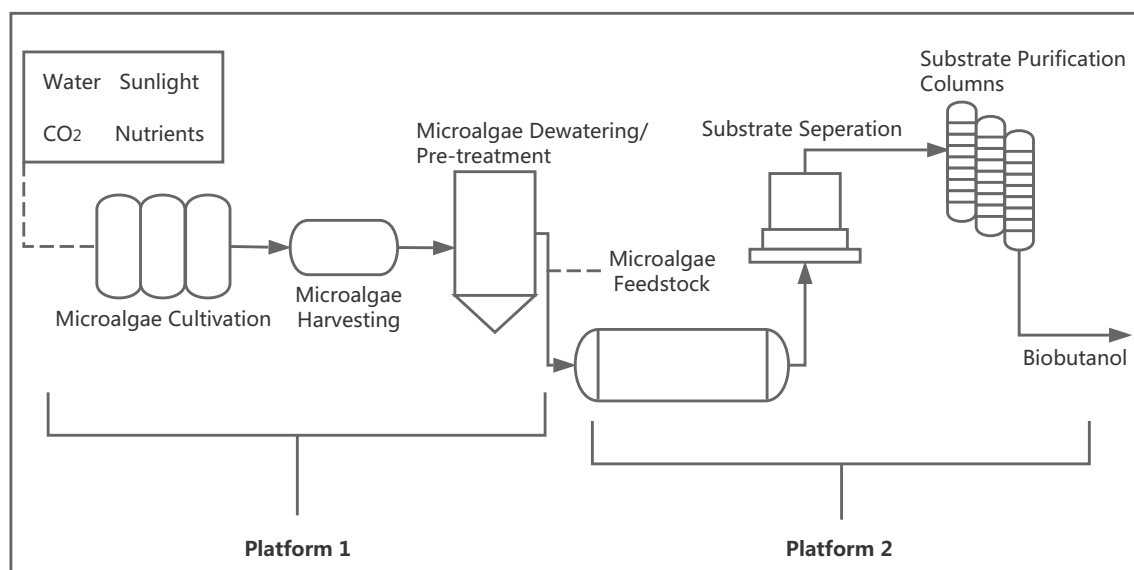 Water Sunlight
CO2 Nutrients
Microalgae Cultivation
Microalgae
Harvesting
Microalgae Dewatering/
Pre-treatment
Microalgae
Feedstock
Substrate Seperation
Substrate Purification
Columns
Biobutanol
Platform 1
Platform 2